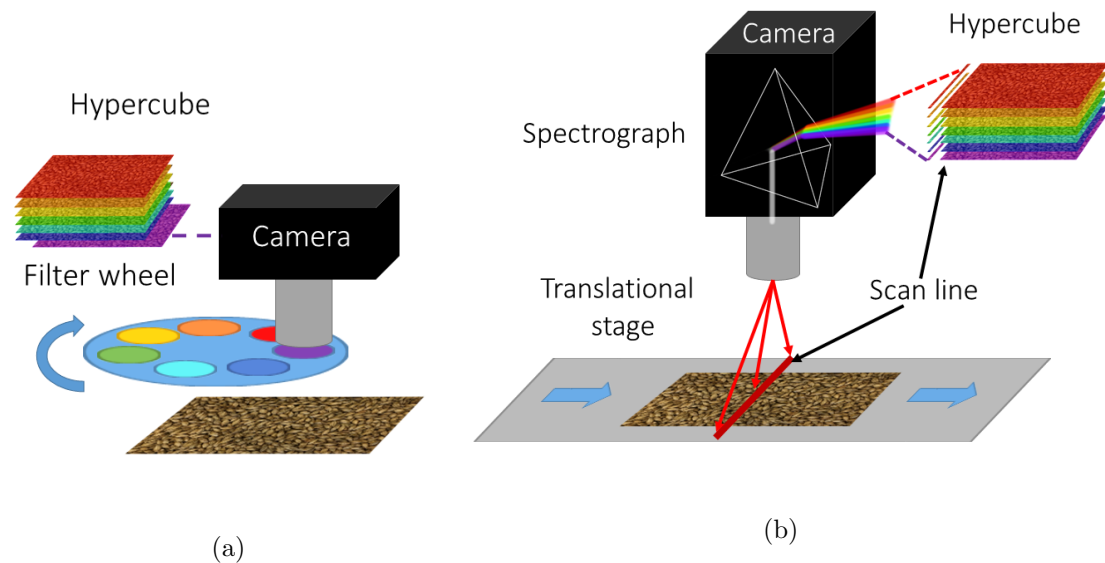 Hypercube
Camera
Filter wheel
(a)
Camera
Hypercube
Spectrograph
Translational
stage
Scan line
(b)